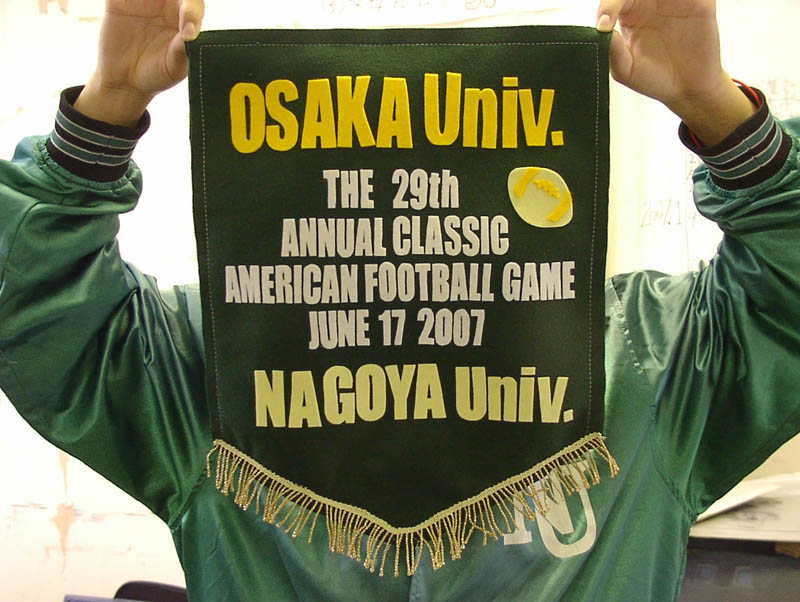 OSAKA Univ.
THE 29th
ANNUAL CLASSIC
AMERICAN FOOTBALL GAME
JUNE 17 2007
NAGOYA Univ.
NU